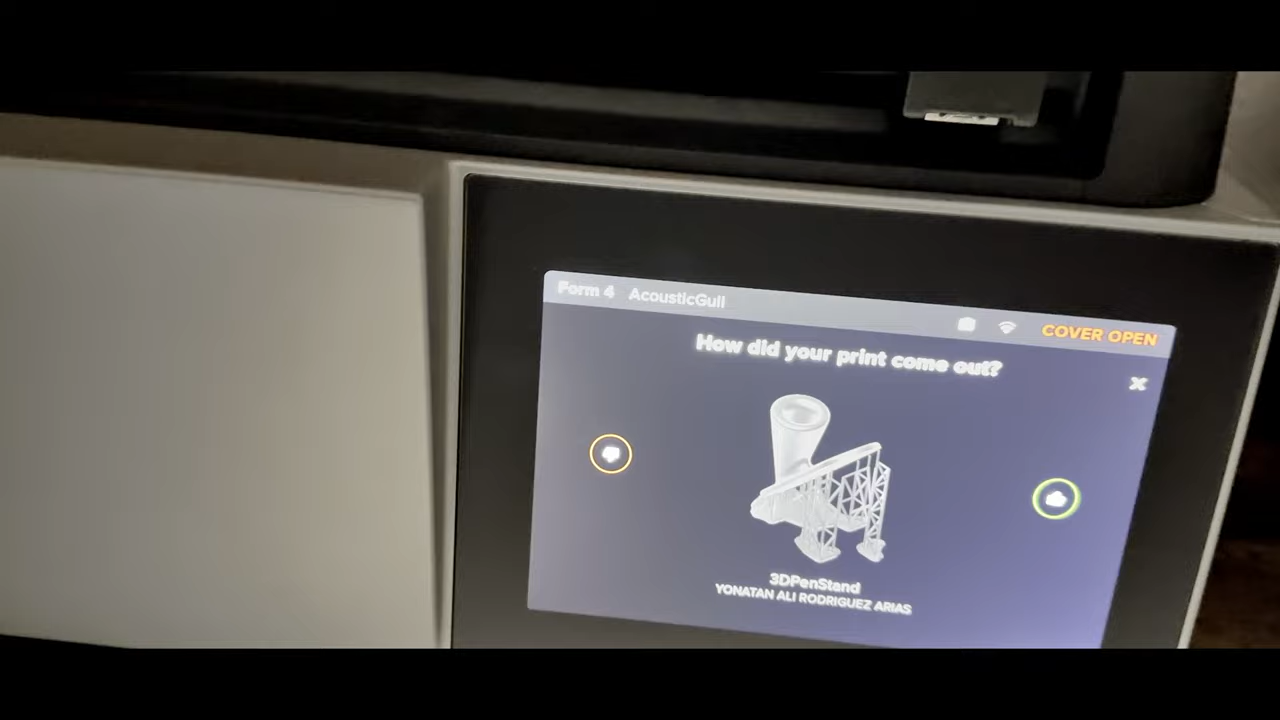 Form 4 AcousticGull
COVER OPEN
How did your print come out?
3DPenStand
YONATAN ALI RODRIGUEZ ARIAS